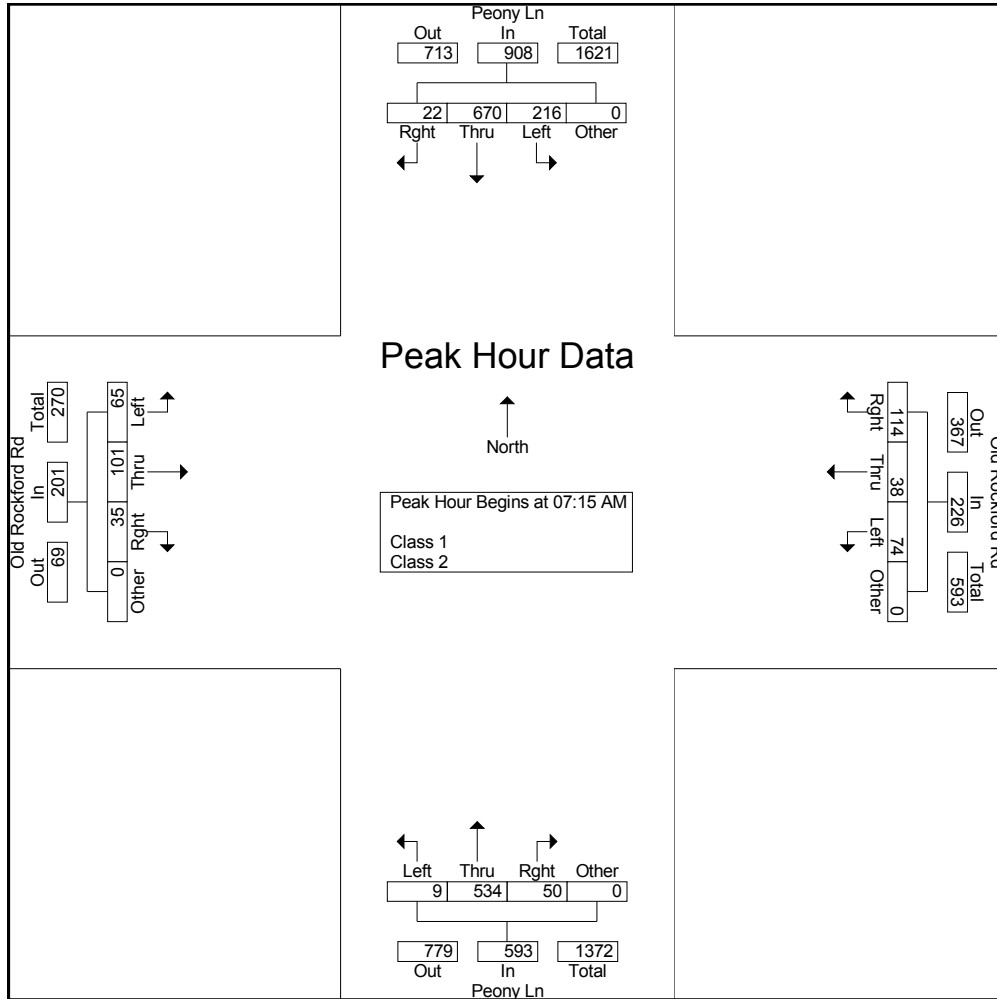 Peony Ln
Out In Total
713 908 1621
22 670 216 0
Rght Thru Left Other
Peak Hour Data
North
Peak Hour Begins at 07:15 AM
Class 1
Class 2
Old Rockford Rd
Total In Out
270 201 69
65 101 35 0
Left Thru Rght Other
Old Rockford Rd
Out In Total
367 226 593
114 38 74 0
Rght Thru Left Other
Left Thru Rght Other
9 534 50 0
779 593 1372
Out In Total
Peony Ln